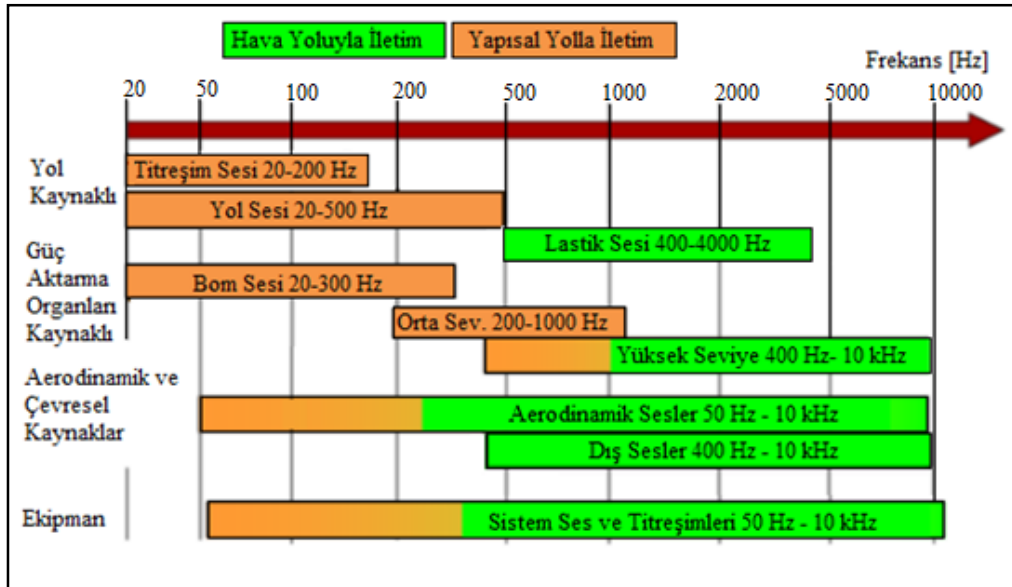 Hava Yoluyla İletim
Yapısal Yolla İletim
Frekans [Hz]
20 50 100 200 500 1000 2000 5000 10000
Yol
Kaynaklı
Titreşim Sesi 20-200 Hz
Yol Sesi 20-500 Hz
Lastik Sesi 400-4000 Hz
Güç
Aktarma
Organları
Kaynaklı
Bom Sesi 20-300 Hz
Orta Sev. 200-1000 Hz
Yüksek Seviye 400 Hz- 10 kHz
Aerodinamik ve
Çevresel
Kaynaklar
Aerodinamik Sesler 50 Hz - 10 kHz
Dış Sesler 400 Hz - 10 kHz
Ekipman
Sistem Ses ve Titreşimleri 50 Hz - 10 kHz